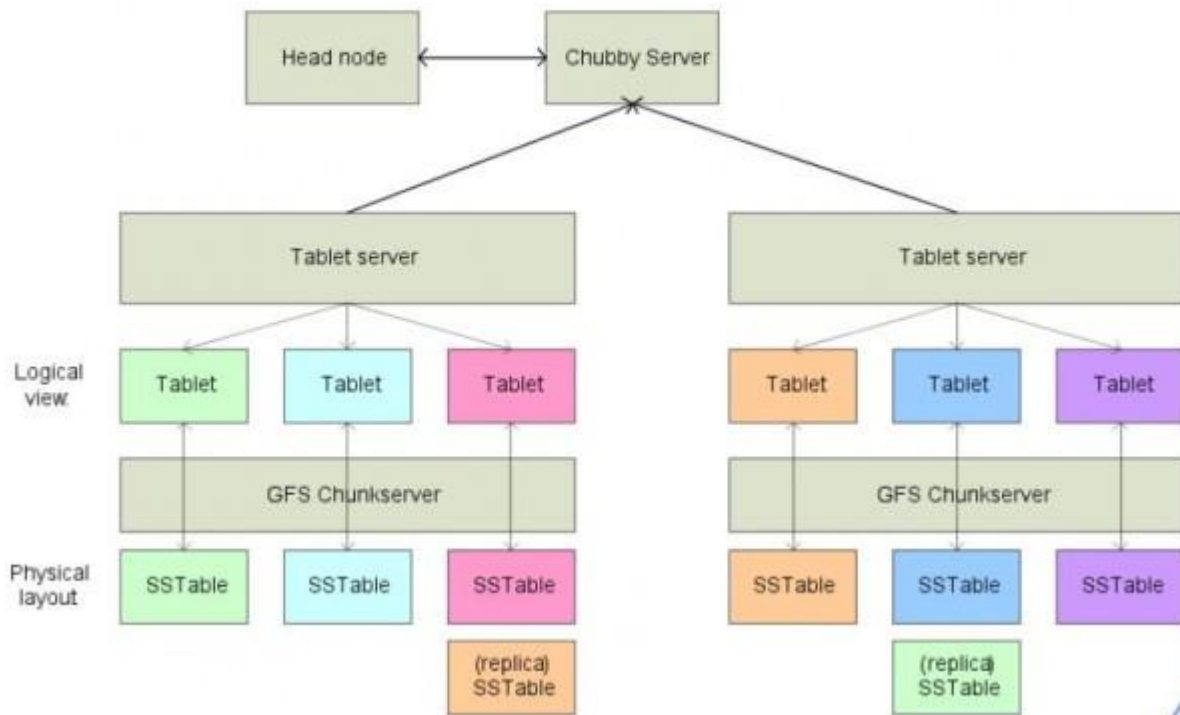 Head node
Chubby Server
Tablet server
Tablet server
Logical
view:
Tablet
Tablet
Tablet
Tablet
Tablet
Tablet
GFS Chunkserver
GFS Chunkserver
Physical
layout
SSTable
SSTable
SSTable
SSTable
SSTable
SSTable
(replica)
SSTable
(replica)
SSTable